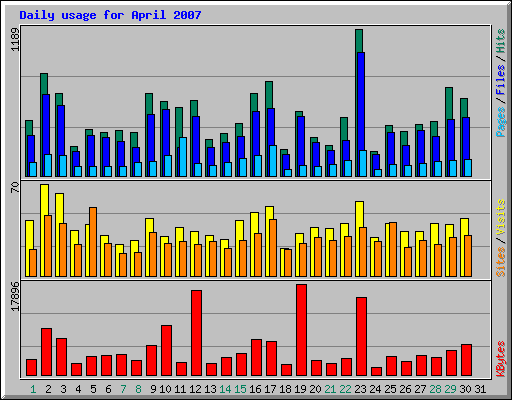 Daily usage for April 2007
1189
Pages / Files / Hits
70
Sites / Visits
17896
KBytes
1 2 3 4 5 6 7 8 9 10 11 12 13 14 15 16 17 18 19 20 21 22 23 24 25 26 27 28 29 30 31